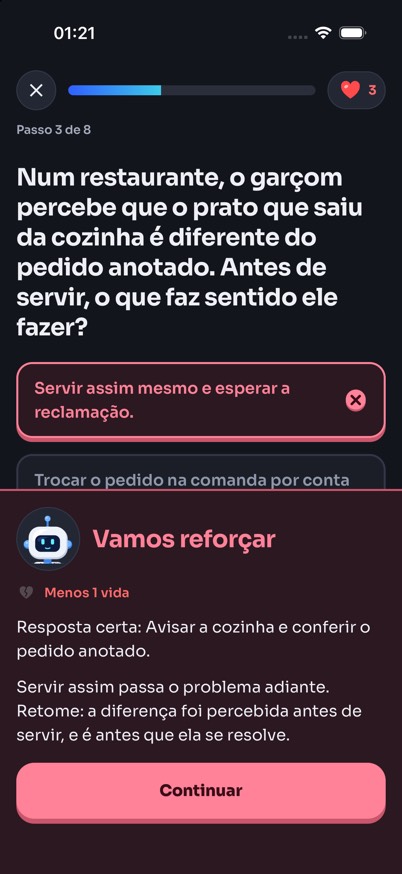 01:21
3
Passo 3 de 8
Num restaurante, o garçom
percebe que o prato que saiu
da cozinha é diferente do
pedido anotado. Antes de
servir, o que faz sentido ele
fazer?
Servir assim mesmo e esperar a
reclamação.
Trocar o pedido na comanda por conta
Vamos reforçar
Menos 1 vida
Resposta certa: Avisar a cozinha e conferir o
pedido anotado.
Servir assim passa o problema adiante.
Retome: a diferença foi percebida antes de
servir, e é antes que ela se resolve.
Continuar